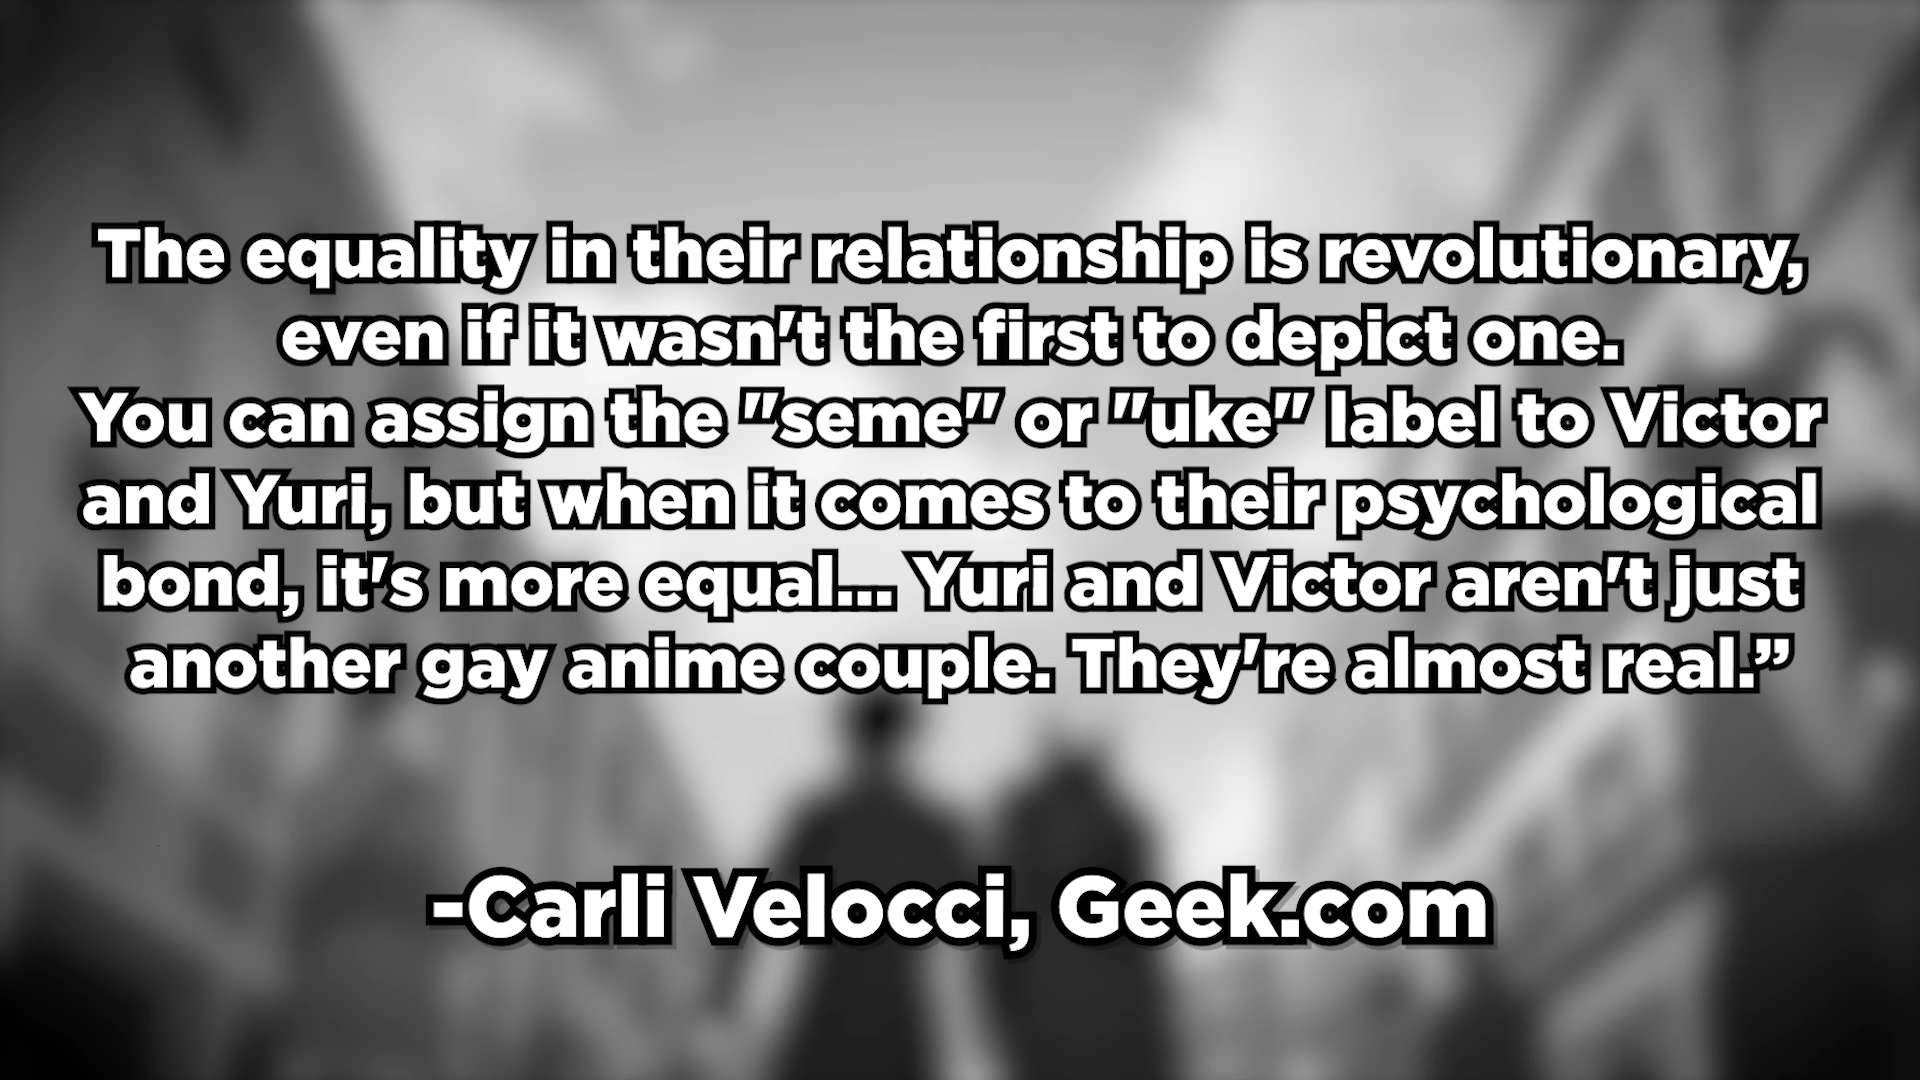 The equality in their relationship is revolutionary,
even if it wasn't the first to depict one.
You can assign the "seme" or "uke" label to Victor
and Yuri, but when it comes to their psychological
bond, it's more equal... Yuri and Victor aren't just
another gay anime couple. They're almost real.”
-Carli Velocci, Geek.com